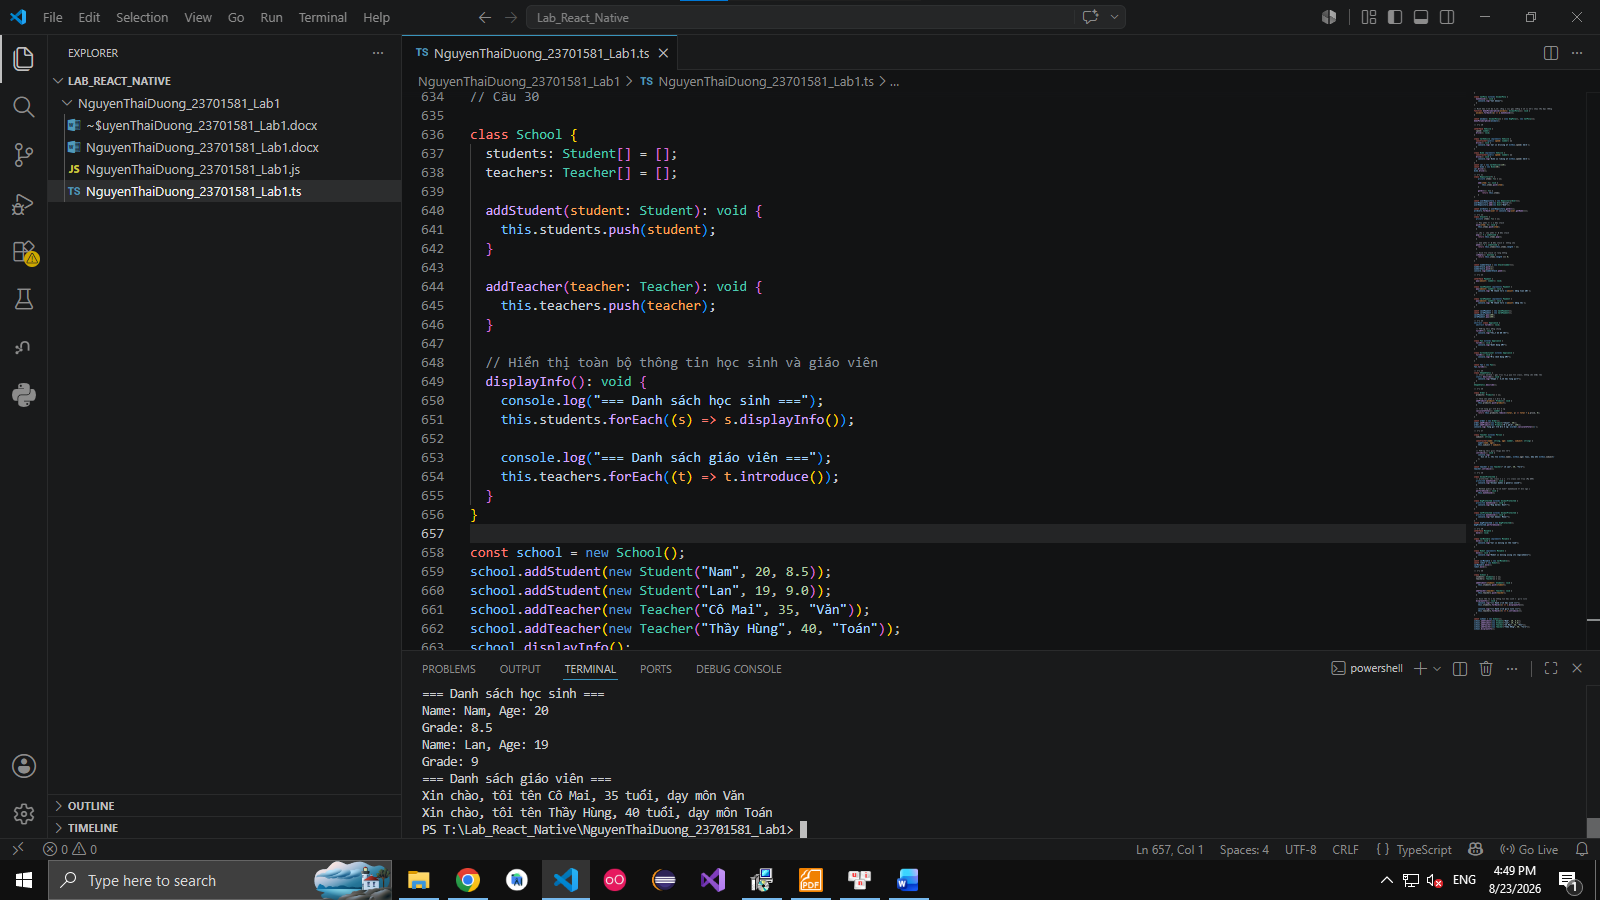 File Edit Selection View Go Run Terminal Help
Lab_React_Native
EXPLORER
LAB_REACT_NATIVE
NguyenThaiDuong_23701581_Lab1
~$uyenThaiDuong_23701581_Lab1.docx
NguyenThaiDuong_23701581_Lab1.docx
JS NguyenThaiDuong_23701581_Lab1.js
TS NguyenThaiDuong_23701581_Lab1.ts
OUTLINE
TIMELINE
TS NguyenThaiDuong_23701581_Lab1.ts
NguyenThaiDuong_23701581_Lab1 > TS NguyenThaiDuong_23701581_Lab1.ts > ...
634 // Câu 30
635
636 class School {
637 students: Student[] = [];
638 teachers: Teacher[] = [];
639
640 addStudent(student: Student): void {
641 this.students.push(student);
642 }
643
644 addTeacher(teacher: Teacher): void {
645 this.teachers.push(teacher);
646 }
647
648 // Hiển thị toàn bộ thông tin học sinh và giáo viên
649 displayInfo(): void {
650 console.log("=== Danh sách học sinh ===");
651 this.students.forEach((s) => s.displayInfo());
652
653 console.log("=== Danh sách giáo viên ===");
654 this.teachers.forEach((t) => t.introduce());
655 }
656 }
657
658 const school = new School();
659 school.addStudent(new Student("Nam", 20, 8.5));
660 school.addStudent(new Student("Lan", 19, 9.0));
661 school.addTeacher(new Teacher("Cô Mai", 35, "Văn"));
662 school.addTeacher(new Teacher("Thầy Hùng", 40, "Toán"));
663 school.displayInfo();
PROBLEMS OUTPUT TERMINAL PORTS DEBUG CONSOLE
powershell
=== Danh sách học sinh ===
Name: Nam, Age: 20
Grade: 8.5
Name: Lan, Age: 19
Grade: 9
=== Danh sách giáo viên ===
Xin chào, tôi tên Cô Mai, 35 tuổi, dạy môn Văn
Xin chào, tôi tên Thầy Hùng, 40 tuổi, dạy môn Toán
PS T:\Lab_React_Native\NguyenThaiDuong_23701581_Lab1>
0 0
Ln 657, Col 1 Spaces: 4 UTF-8 CRLF { } TypeScript Go Live
Type here to search
ENG
4:49 PM
8/23/2026
1